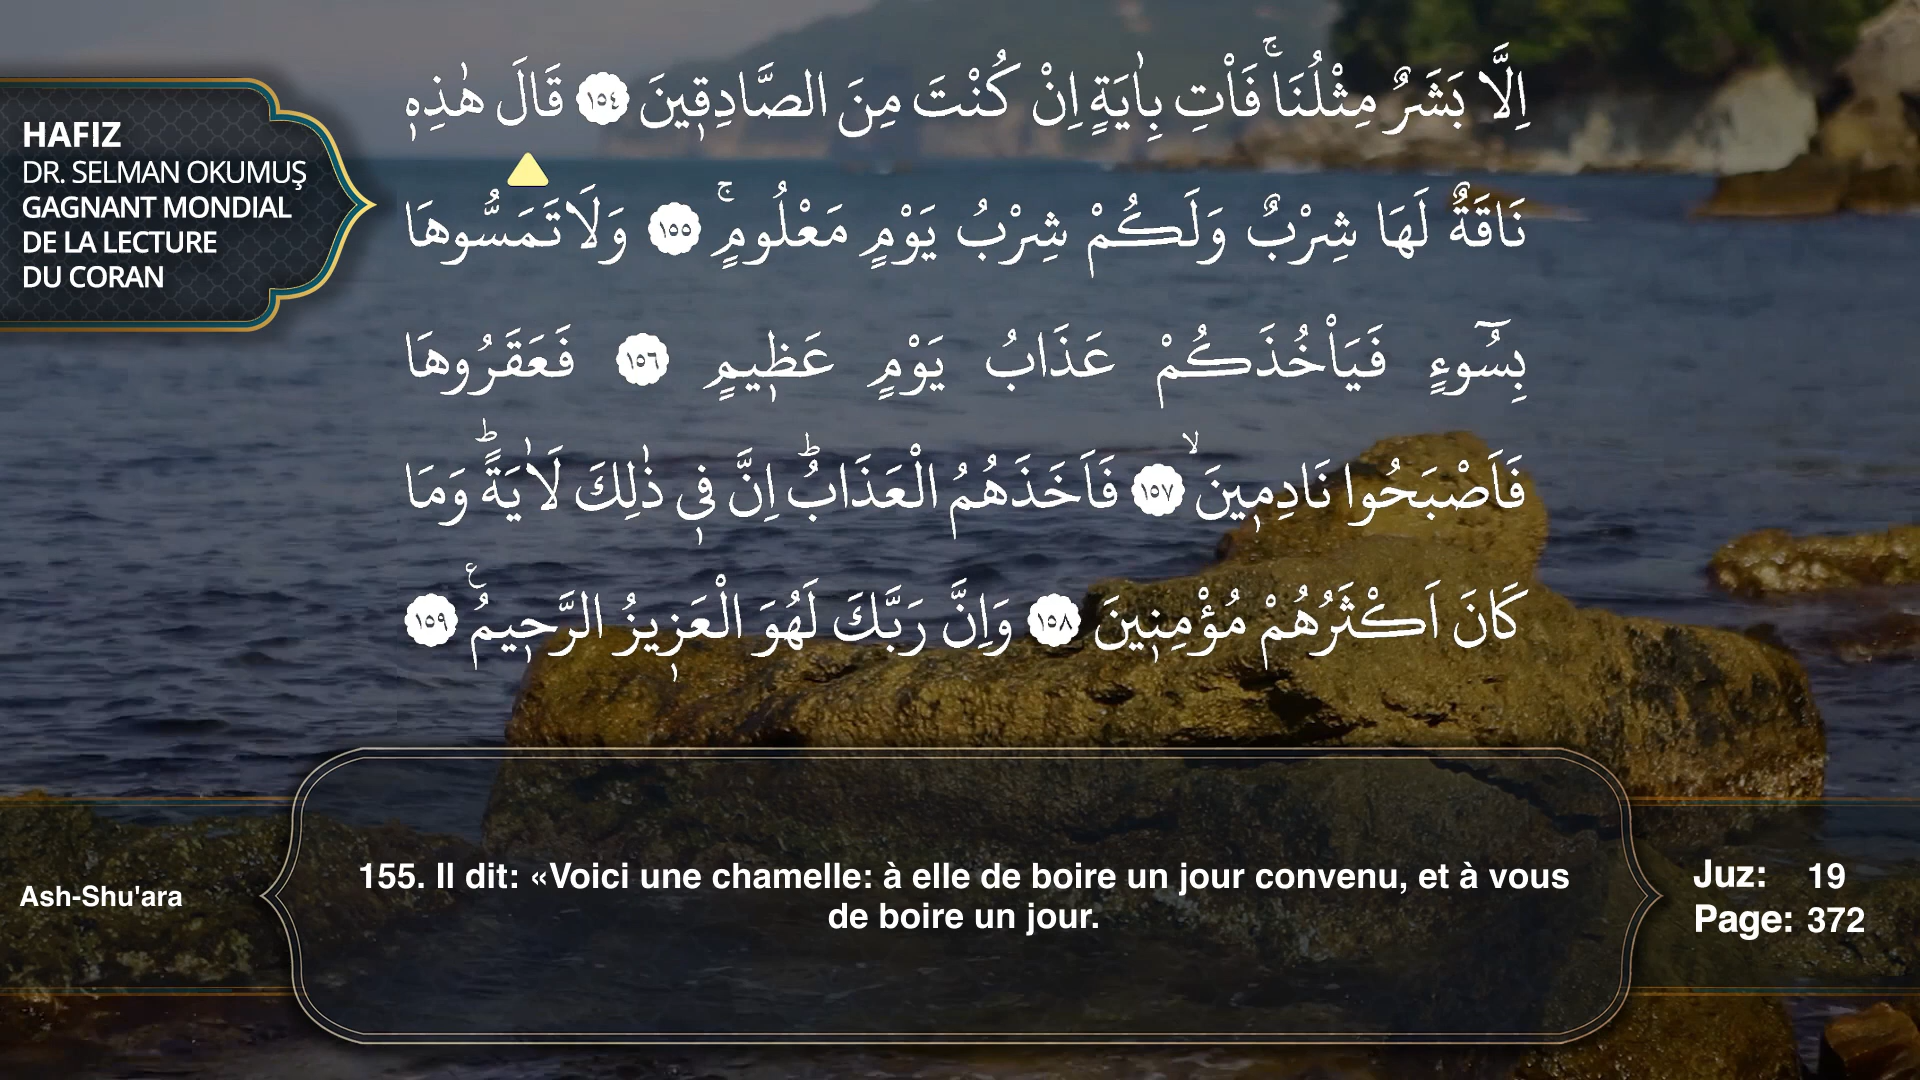 اِلَّا بَشَرٌ مِثْلُنَاۚ فَأْتِ بِاٰيَةٍ اِنْ كُنْتَ مِنَ الصَّادِق۪ينَ ﴿١٥٤﴾ قَالَ هٰذِه۪
نَاقَةٌ لَهَا شِرْبٌ وَلَكُمْ شِرْبُ يَوْمٍ مَعْلُومٍۚ ﴿١٥٥﴾ وَلَا تَمَسُّوهَا
بِسُٓوءٍ فَيَأْخُذَكُمْ عَذَابُ يَوْمٍ عَظ۪يمٍ ﴿١٥٦﴾ فَعَقَرُوهَا
فَاَصْبَحُوا نَادِم۪ينَۙ ﴿١٥٧﴾ فَاَخَذَهُمُ الْعَذَابُۜ اِنَّ ف۪ي ذٰلِكَ لَاٰيَةًۜ وَمَا
كَانَ اَكْثَرُهُمْ مُؤْمِن۪ينَ ﴿١٥٨﴾ وَاِنَّ رَبَّكَ لَهُوَ الْعَز۪يزُ الرَّح۪يمُ۟ ﴿١٥٩﴾
HAFIZ
DR. SELMAN OKUMUŞ
GAGNANT MONDIAL
DE LA LECTURE
DU CORAN
155. Il dit: «Voici une chamelle: à elle de boire un jour convenu, et à vous
de boire un jour.
Ash-Shu'ara
Juz: 19
Page: 372